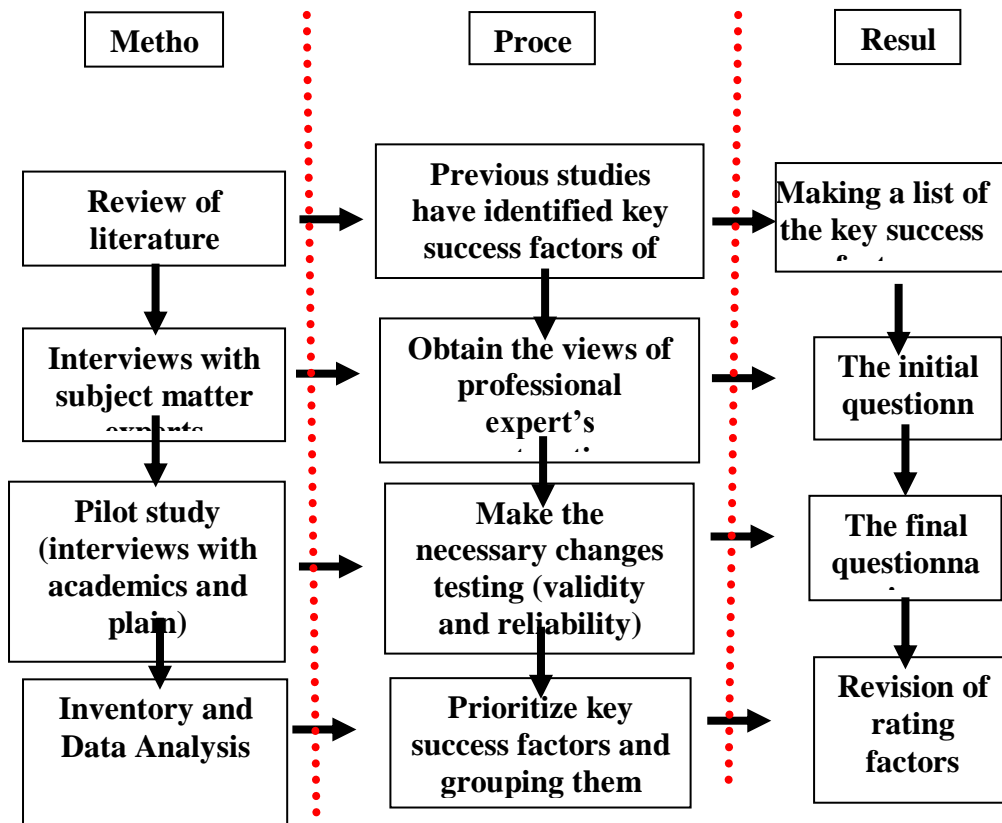 Metho
Proce
Resul
Review of
literature
Previous studies
have identified key
success factors of
Making a list of
the key success
Interviews with
subject matter
experts
Obtain the views of
professional
expert’s
The initial
questionn
Pilot study
(interviews with
academics and
plain)
Make the
necessary changes
testing (validity
and reliability)
The final
questionna
Inventory and
Data Analysis
Prioritize key
success factors and
grouping them
Revision of
rating
factors